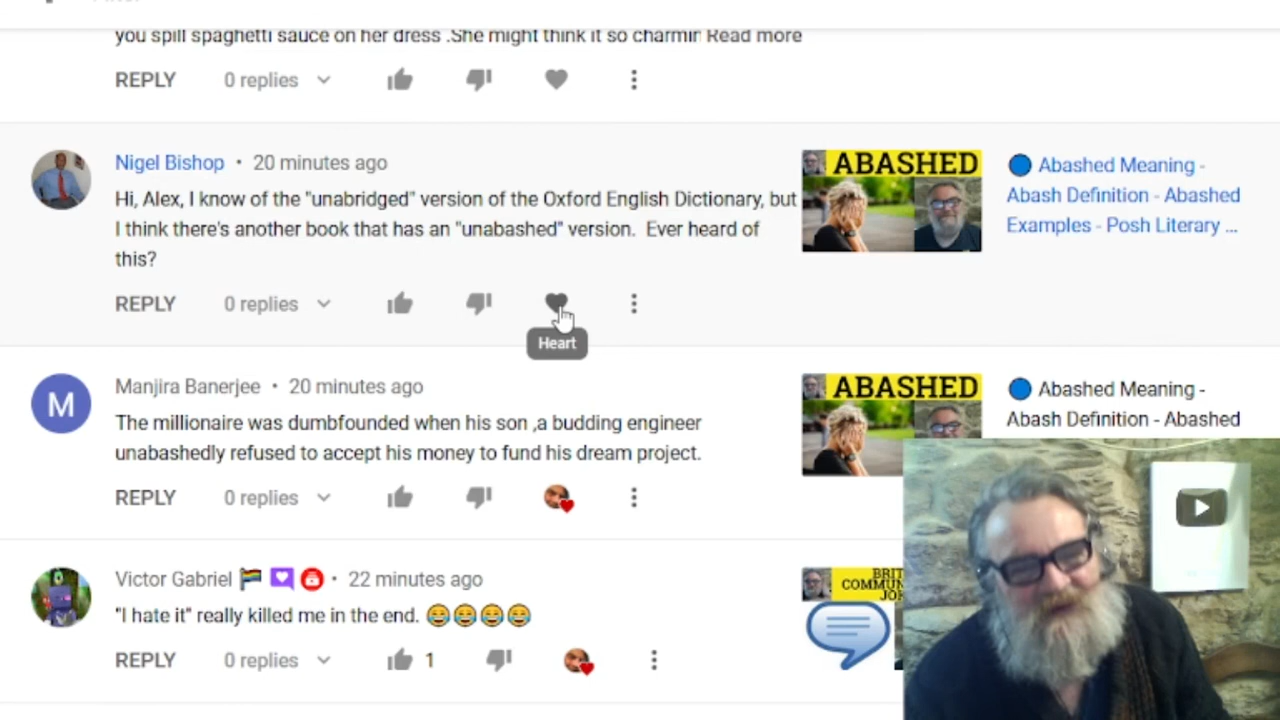 you spill spaghetti sauce on her dress .She might think it so charmir Read more
REPLY 0 replies
Nigel Bishop • 20 minutes ago
Hi, Alex, I know of the "unabridged" version of the Oxford English Dictionary, but
I think there's another book that has an "unabashed" version. Ever heard of
this?
ABASHED
Abashed Meaning -
Abash Definition - Abashed
Examples - Posh Literary ...
REPLY 0 replies
Heart
Manjira Banerjee • 20 minutes ago
The millionaire was dumbfounded when his son ,a budding engineer
unabashedly refused to accept his money to fund his dream project.
ABASHED
Abashed Meaning -
Abash Definition - Abashed
M
REPLY 0 replies
Victor Gabriel • 22 minutes ago
"I hate it" really killed me in the end. 😂😂😂😂
BRIT
COMMUN
JOK
REPLY 0 replies 1